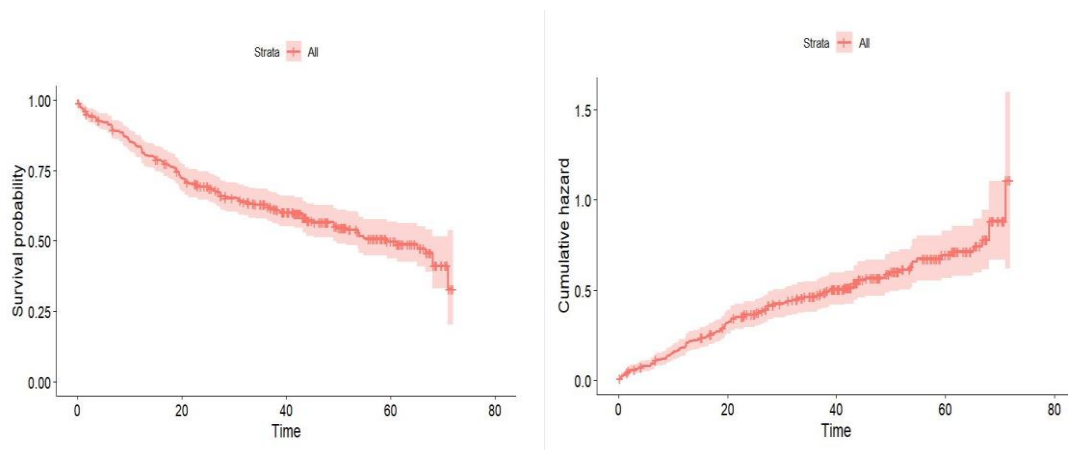 Strata All
Survival probability
1.00
0.75
0.50
0.25
0.00
0 20 40 60 80
Time
Strata All
Cumulative hazard
1.5
1.0
0.5
0.0
0 20 40 60 80
Time